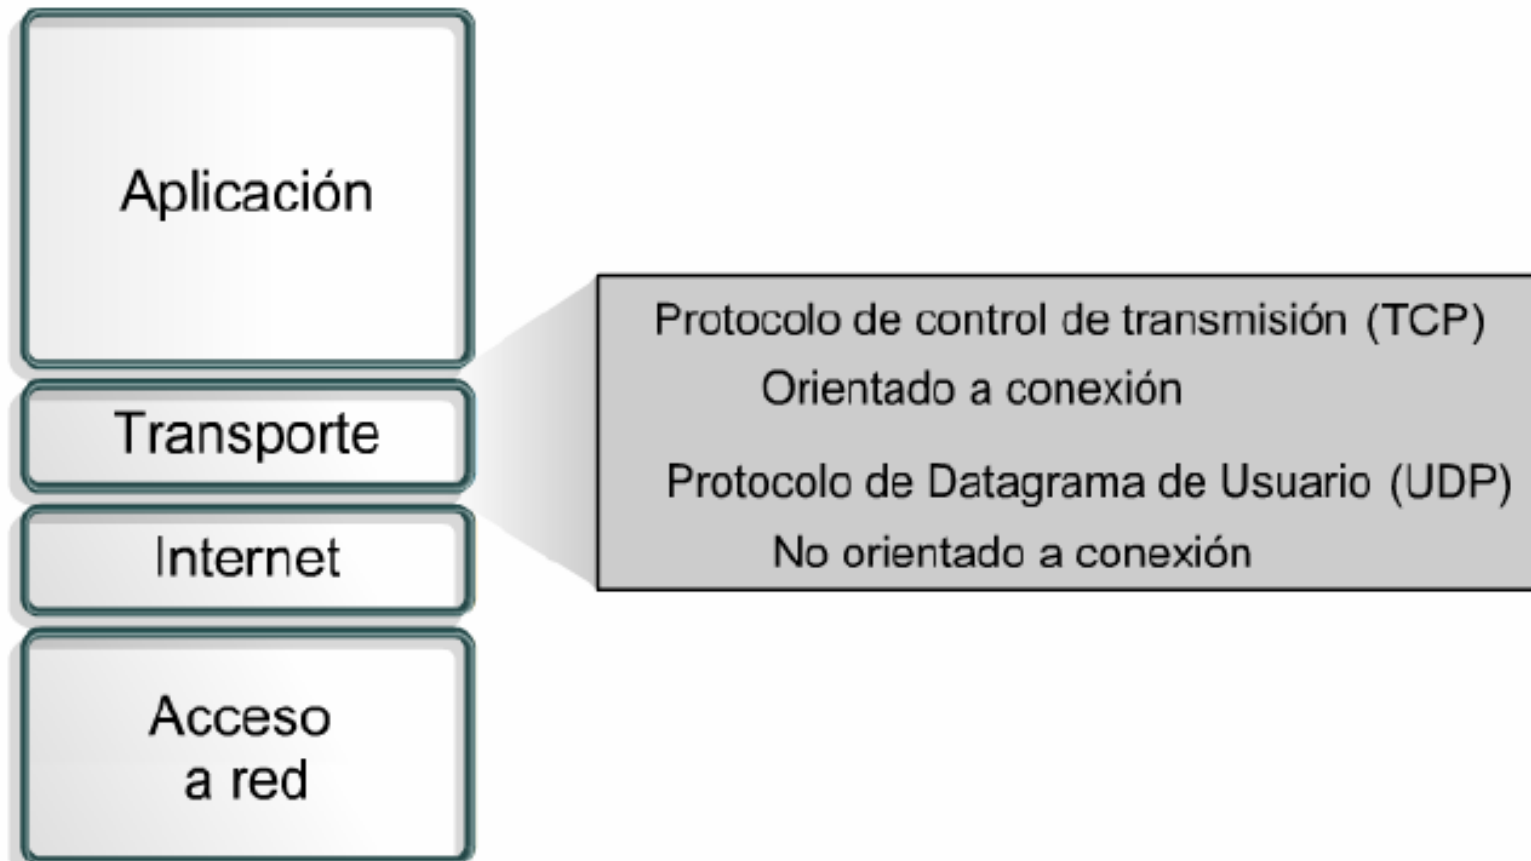 Aplicación
Transporte
Internet
Acceso
a red
Protocolo de control de transmisión (TCP)
Orientado a conexión
Protocolo de Datagrama de Usuario (UDP)
No orientado a conexión